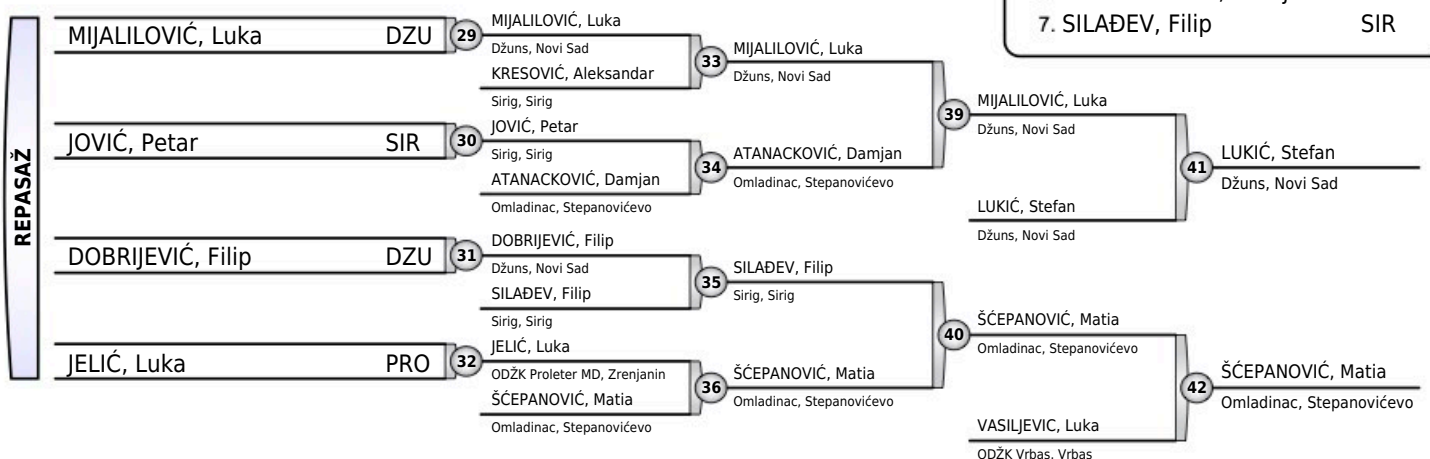 7. SILAĐEV, Filip SIR
REPASAŽ
MIJALILOVIĆ, Luka DZU
JOVIĆ, Petar SIR
DOBRIJEVIĆ, Filip DZU
JELIĆ, Luka PRO
29
MIJALILOVIĆ, Luka
Džuns, Novi Sad
KRESOVIĆ, Aleksandar
Sirig, Sirig
30
JOVIĆ, Petar
Sirig, Sirig
ATANACKOVIĆ, Damjan
Omladinac, Stepanovićevo
31
DOBRIJEVIĆ, Filip
Džuns, Novi Sad
SILAĐEV, Filip
Sirig, Sirig
32
JELIĆ, Luka
ODŽK Proleter MD, Zrenjanin
ŠĆEPANOVIĆ, Matia
Omladinac, Stepanovićevo
33
MIJALILOVIĆ, Luka
Džuns, Novi Sad
34
ATANACKOVIĆ, Damjan
Omladinac, Stepanovićevo
35
SILAĐEV, Filip
Sirig, Sirig
36
ŠĆEPANOVIĆ, Matia
Omladinac, Stepanovićevo
39
MIJALILOVIĆ, Luka
Džuns, Novi Sad
LUKIĆ, Stefan
Džuns, Novi Sad
40
ŠĆEPANOVIĆ, Matia
Omladinac, Stepanovićevo
VASILJEVIC, Luka
ODŽK Vrbas, Vrbas
41
LUKIĆ, Stefan
Džuns, Novi Sad
42
ŠĆEPANOVIĆ, Matia
Omladinac, Stepanovićevo